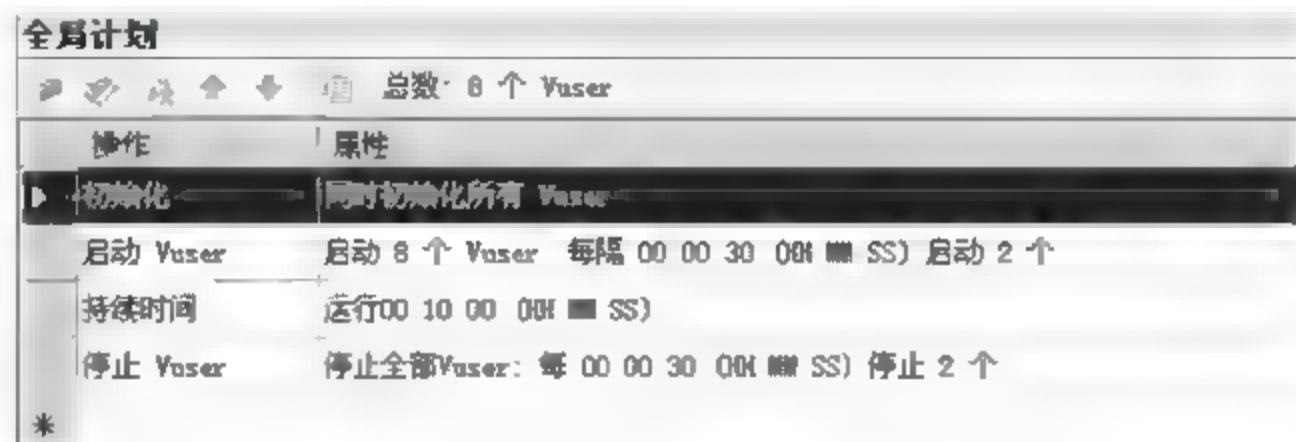 全局计划
总数: 8 个 Vuser
操作 属性
初始化 同时初始化所有 Vuser
启动 Vuser 启动 8 个 Vuser 每隔 00 00 30 (HH MM SS) 启动 2 个
持续时间 运行00 10 00 (HH MM SS)
停止 Vuser 停止全部Vuser: 每 00 00 30 (HH MM SS) 停止 2 个
*